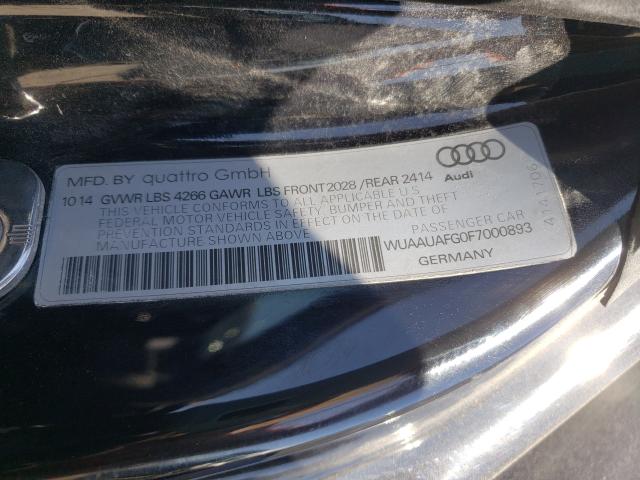 MFD. BY quattro GmbH
Audi
10 14 GVWR LBS 4266 GAWR LBS FRONT 2028 /REAR 2414
THIS VEHICLE CONFORMS TO ALL APPLICABLE U.S.
FEDERAL MOTOR VEHICLE SAFETY, BUMPER AND THEFT
PREVENTION STANDARDS IN EFFECT ON THE DATE OF
MANUFACTURE SHOWN ABOVE.
PASSENGER CAR
WUAAUAFG0F7000893
GERMANY
414.1706